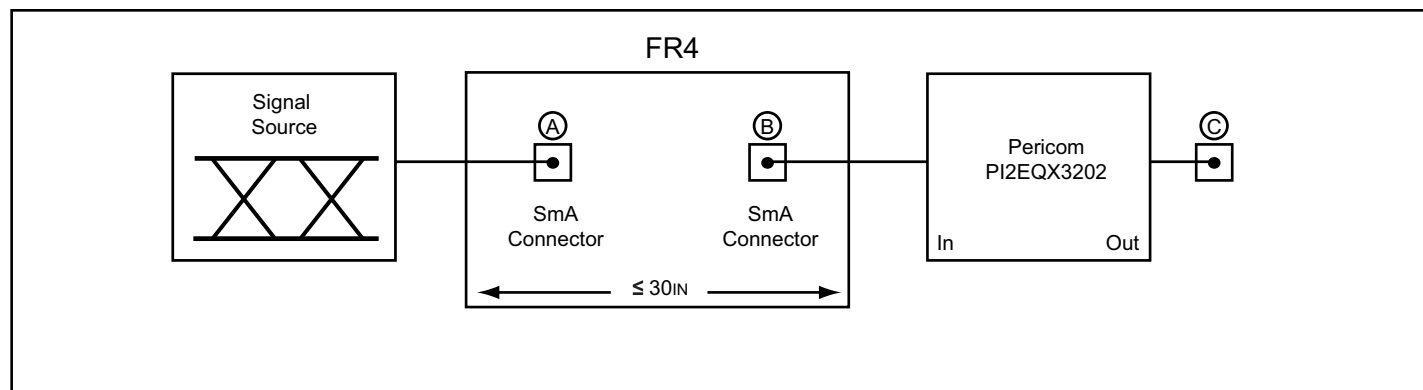 FR4
Signal
Source
A
B
C
SmA
Connector
SmA
Connector
Pericom
PI2EQX3202
In
Out
≤ 30IN